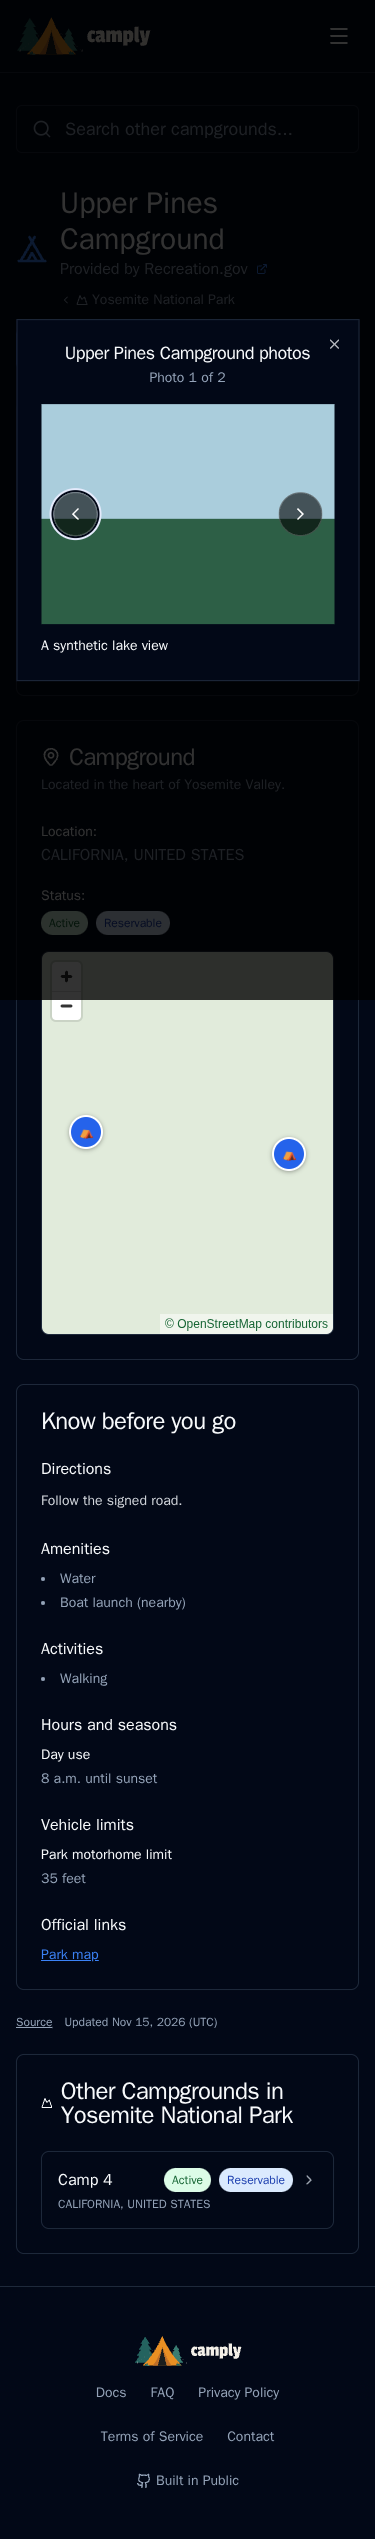 camply
Search other campgrounds...
Upper Pines
Campground
Provided by Recreation.gov
Yosemite National Park
Upper Pines Campground photos
Photo 1 of 2
A synthetic lake view
Campground
Located in the heart of Yosemite Valley.
Location:
CALIFORNIA, UNITED STATES
Status:
Active Reservable
© OpenStreetMap contributors
Know before you go
Directions
Follow the signed road.
Amenities
• Water
• Boat launch (nearby)
Activities
• Walking
Hours and seasons
Day use
8 a.m. until sunset
Vehicle limits
Park motorhome limit
35 feet
Official links
Park map
Source Updated Nov 15, 2026 (UTC)
Other Campgrounds in
Yosemite National Park
Camp 4 Active Reservable
CALIFORNIA, UNITED STATES
camply
Docs FAQ Privacy Policy
Terms of Service Contact
Built in Public